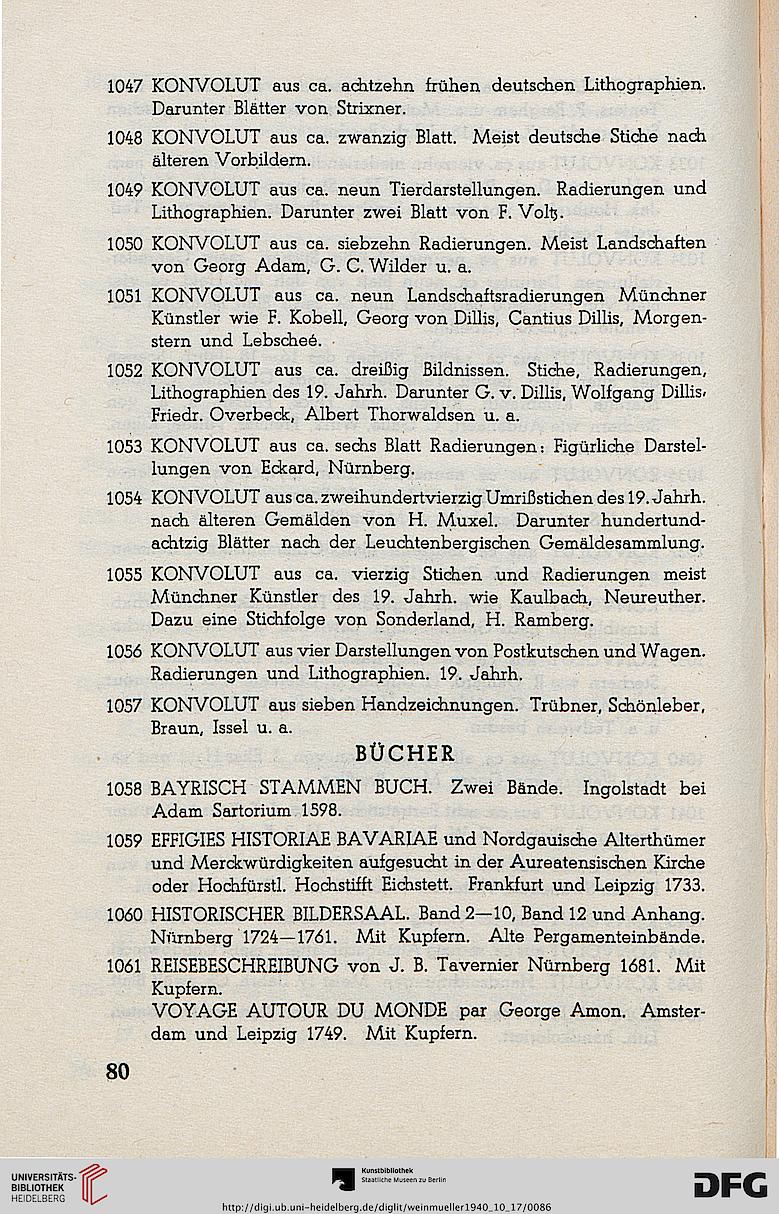 1047 KONVOLUT aus ca. achtzehn frühen deutschen Lithographien.
Darunter Blätter von Strixner.
1048 KONVOLUT aus ca. zwanzig Blatt. Meist deutsche Stiche nach
älteren Vorbildern.
1049 KONVOLUT aus ca. neun Tierdarstellungen. Radierungen und
Lithographien. Darunter zwei Blatt von F. Voltz.
1050 KONVOLUT aus ca. siebzehn Radierungen. Meist Landschaften
von Georg Adam, G. C. Wilder u. a.
1051 KONVOLUT aus ca. neun Landschaftsradierungen Münchner
Künstler wie F. Kobell, Georg von Dillis, Cantius Dillis, Morgen-
stern und Lebscheé.
1052 KONVOLUT aus ca. dreißig Bildnissen. Stiche, Radierungen,
Lithographien des 19. Jahrh. Darunter G. v. Dillis, Wolfgang Dillis,
Friedr. Overbeck, Albert Thorwaldsen u. a.
1053 KONVOLUT aus ca. sechs Blatt Radierungen: Figürliche Darstel-
lungen von Eckard, Nürnberg.
1054 KONVOLUT aus ca. zweihundertvierzig Umrißstichen des 19. Jahrh.
nach älteren Gemälden von H. Muxel. Darunter hundertund-
achtzig Blätter nach der Leuchtenbergischen Gemäldesammlung.
1055 KONVOLUT aus ca. vierzig Stichen und Radierungen meist
Münchner Künstler des 19. Jahrh. wie Kaulbach, Neureuther.
Dazu eine Stichfolge von Sonderland, H. Ramberg.
1056 KONVOLUT aus vier Darstellungen von Postkutschen und Wagen.
Radierungen und Lithographien. 19. Jahrh.
1057 KONVOLUT aus sieben Handzeichnungen. Trübner, Schönleber,
Braun, Issel u. a.
BÜCHER
1058 BAYRISCH STAMMEN BUCH. Zwei Bände. Ingolstadt bei
Adam Sartorium 1598.
1059 EFFIGIES HISTORIAE BAVARIAE und Nordgauische Alterthümer
und Merckwürdigkeiten aufgesucht in der Aureatensischen Kirche
oder Hochfürstl. Hochstifft Eichstett. Frankfurt und Leipzig 1733.
1060 HISTORISCHER BILDERSAAL. Band 2—10, Band 12 und Anhang.
Nürnberg 1724—1761. Mit Kupfern. Alte Pergamenteinbände.
1061 REISEBESCHREIBUNG von J. B. Tavernier Nürnberg 1681. Mit
Kupfern.
VOYAGE AUTOUR DU MONDE par George Amon. Amster-
dam und Leipzig 1749. Mit Kupfern.
80
UNIVERSITÄTS-
BIBLIOTHEK
HEIDELBERG
Kunstbibliothek
Staatliche Museen zu Berlin
DFG
http://digi.ub.uni-heidelberg.de/diglit/weinmueller1940_10_17/0086